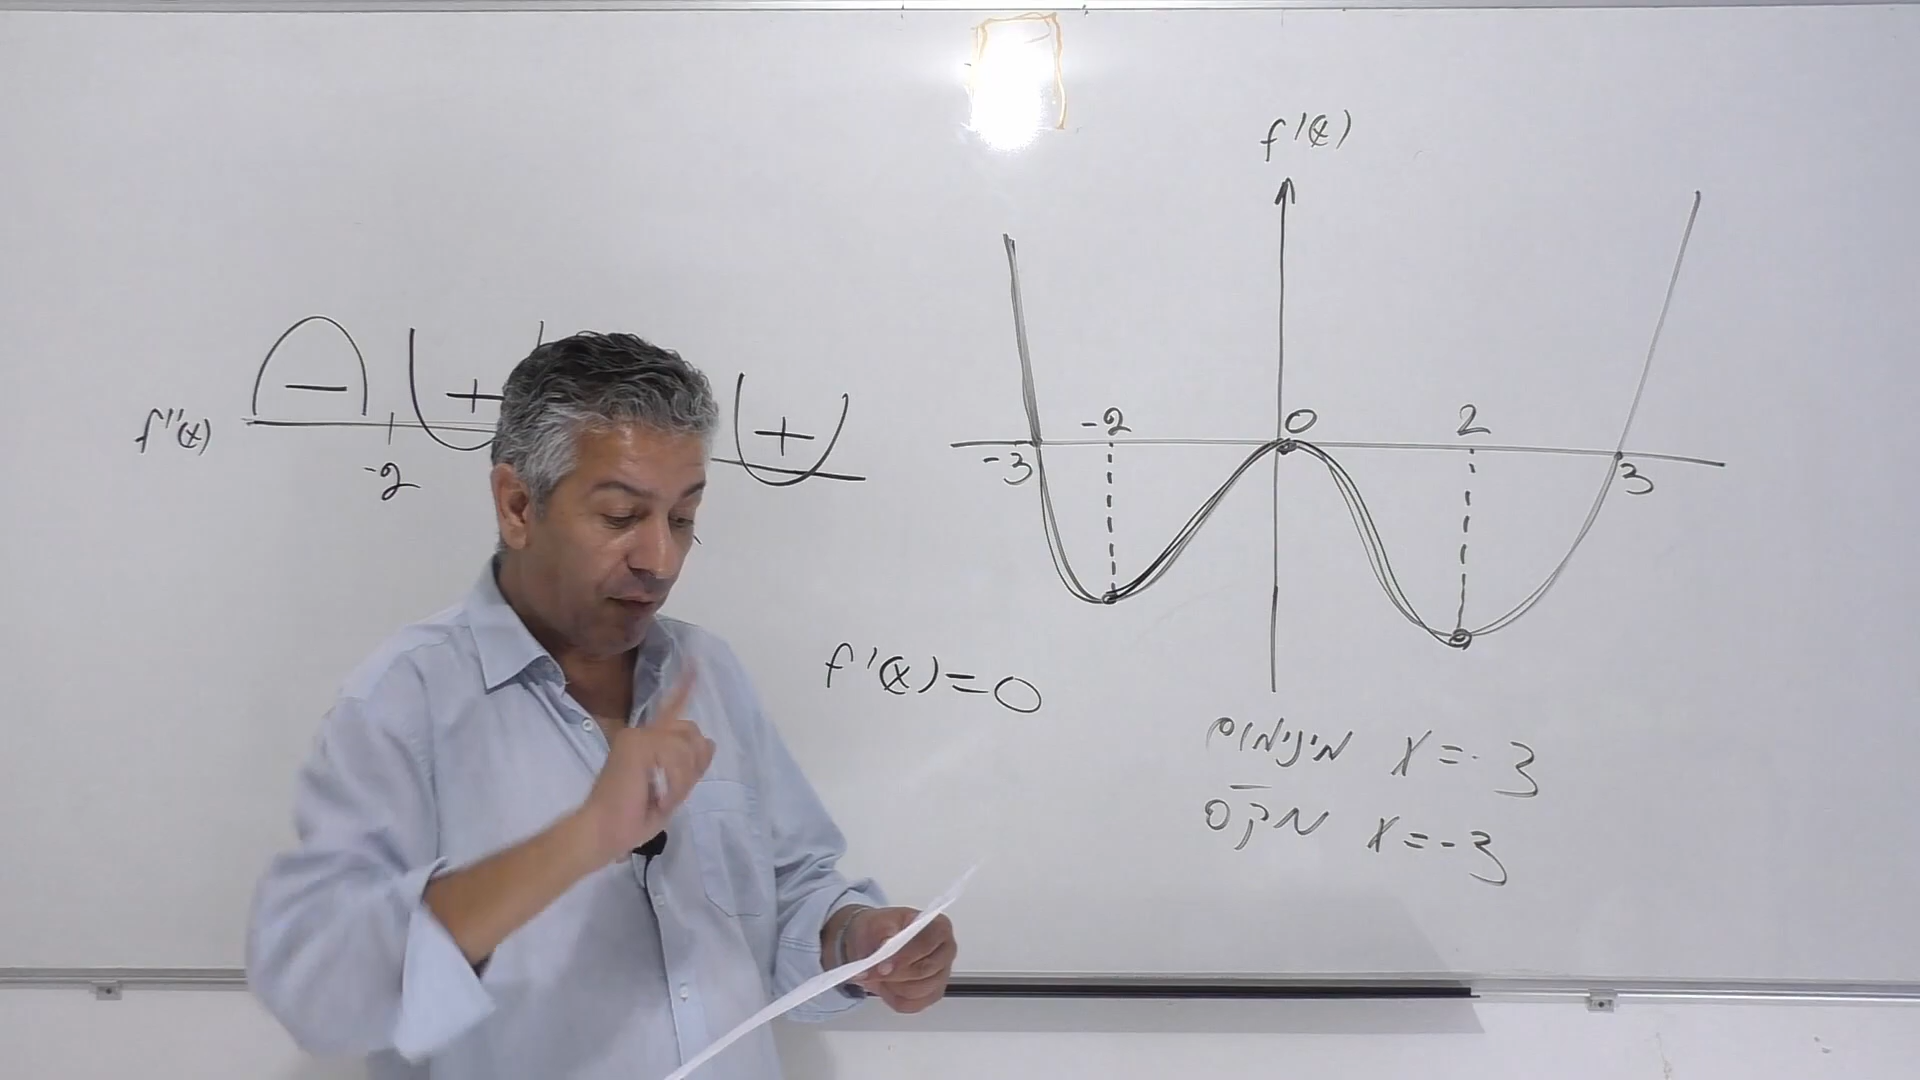 f'(x)
− + +
f''(x)
-2
-2 0 2
-3 3
f'(x)=0
מינימום X = 3
מקס X = -3